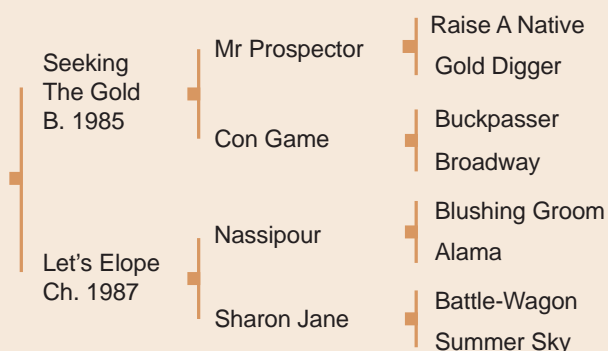 Seeking
The Gold
B. 1985
Let's Elope
Ch. 1987
Mr Prospector
Con Game
Nassipour
Sharon Jane
Raise A Native
Gold Digger
Buckpasser
Broadway
Blushing Groom
Alama
Battle-Wagon
Summer Sky